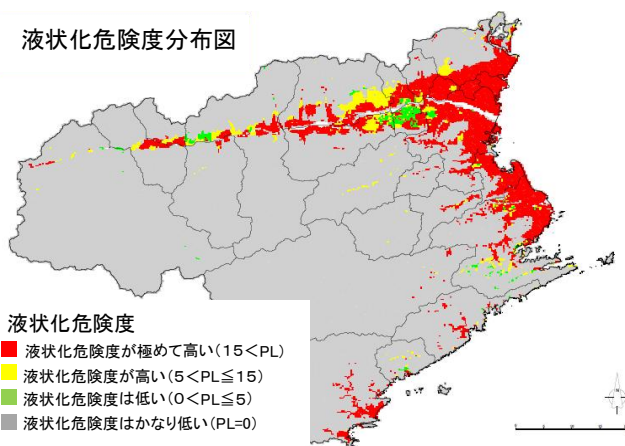 液状化危険度分布図
液状化危険度
液状化危険度が極めて高い(15<PL)
液状化危険度が高い(5<PL≦15)
液状化危険度は低い(0<PL≦5)
液状化危険度はかなり低い(PL=0)